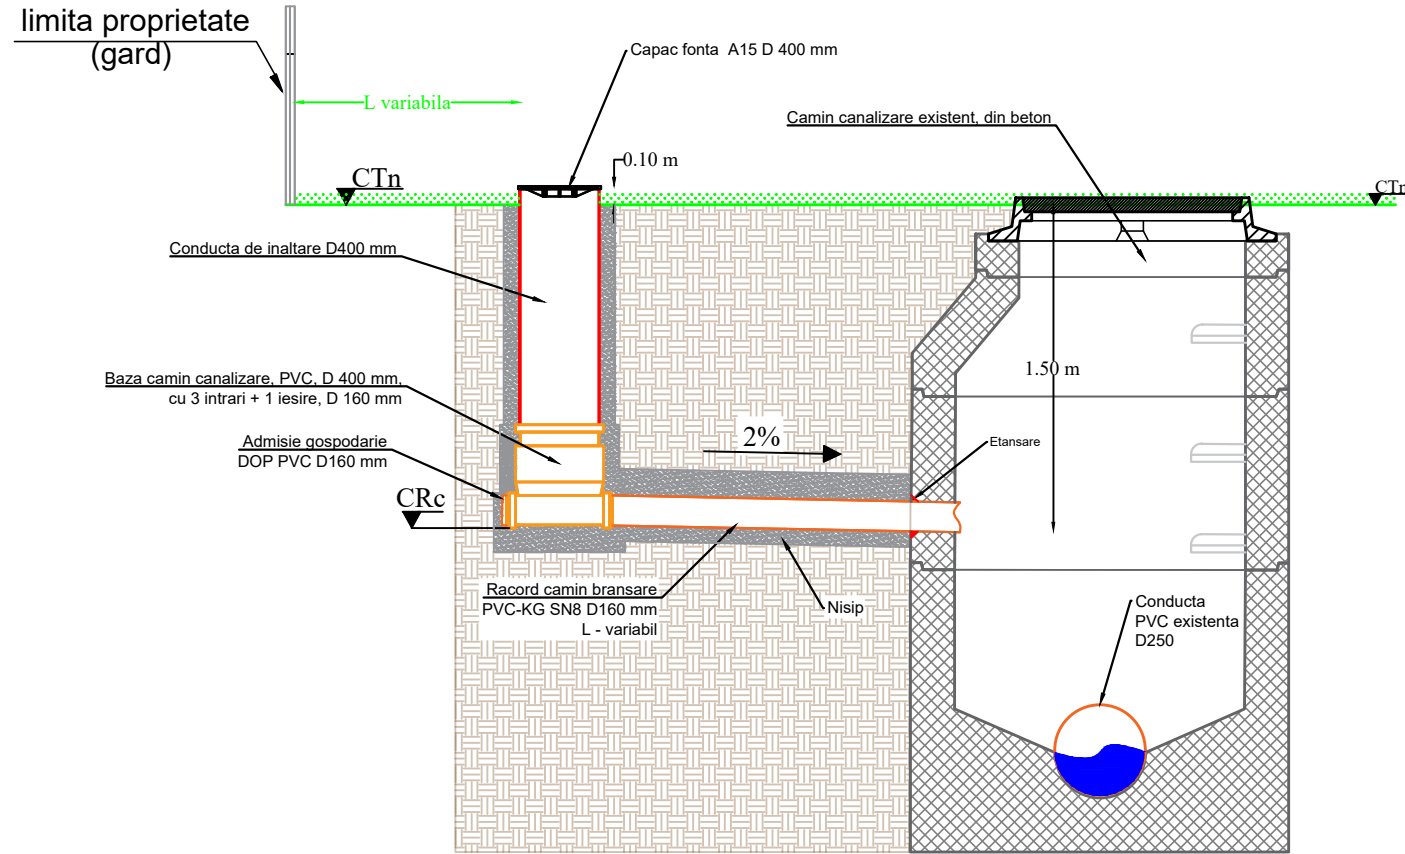 limita proprietate
(gard)
Capac fonta A15 D 400 mm
L variabila
Camin canalizare existent, din beton
0.10 m
CTn
CTn
Conducta de inaltare D400 mm
1.50 m
Baza camin canalizare, PVC, D 400 mm,
cu 3 intrari + 1 iesire, D 160 mm
2%
Etansare
Admisie gospodarie
DOP PVC D160 mm
CRc
Racord camin bransare
PVC-KG SN8 D160 mm
L - variabil
Nisip
Conducta
PVC existenta
D250